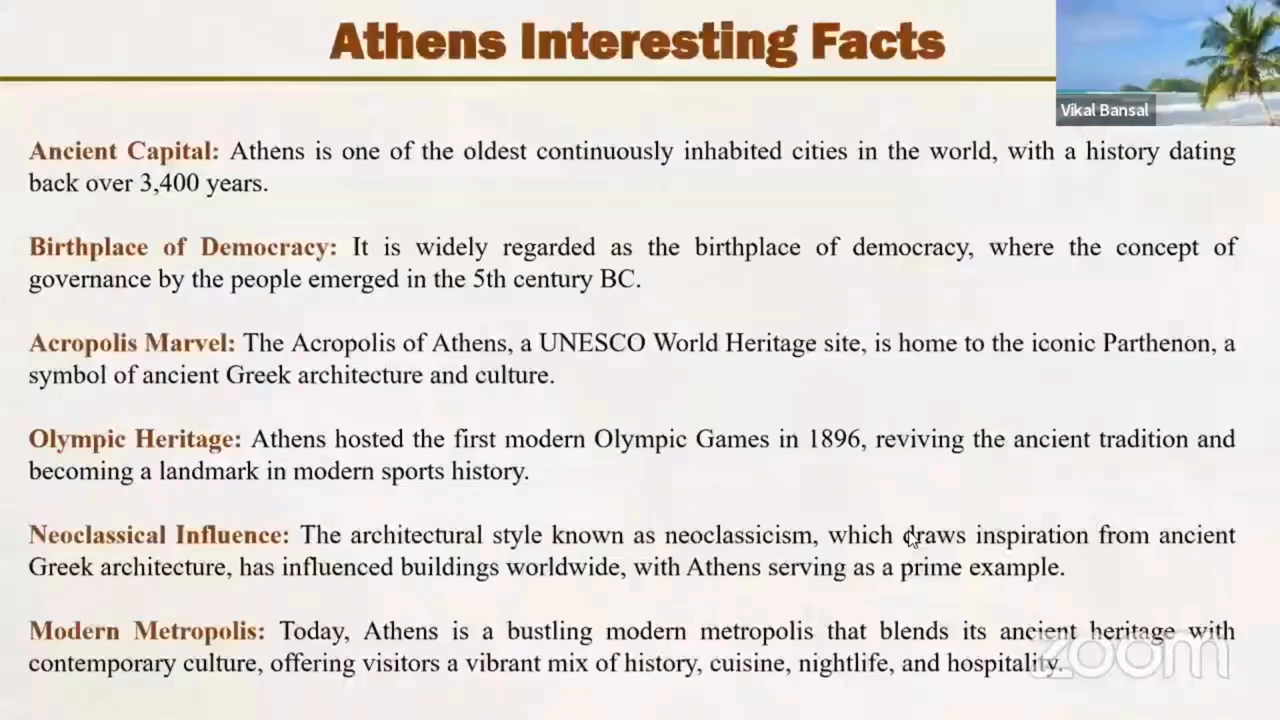 Athens Interesting Facts
Vikal Bansal
Ancient Capital: Athens is one of the oldest continuously inhabited cities in the world, with a history dating
back over 3,400 years.
Birthplace of Democracy: It is widely regarded as the birthplace of democracy, where the concept of
governance by the people emerged in the 5th century BC.
Acropolis Marvel: The Acropolis of Athens, a UNESCO World Heritage site, is home to the iconic Parthenon, a
symbol of ancient Greek architecture and culture.
Olympic Heritage: Athens hosted the first modern Olympic Games in 1896, reviving the ancient tradition and
becoming a landmark in modern sports history.
Neoclassical Influence: The architectural style known as neoclassicism, which draws inspiration from ancient
Greek architecture, has influenced buildings worldwide, with Athens serving as a prime example.
Modern Metropolis: Today, Athens is a bustling modern metropolis that blends its ancient heritage with
contemporary culture, offering visitors a vibrant mix of history, cuisine, nightlife, and hospitality.
zoom